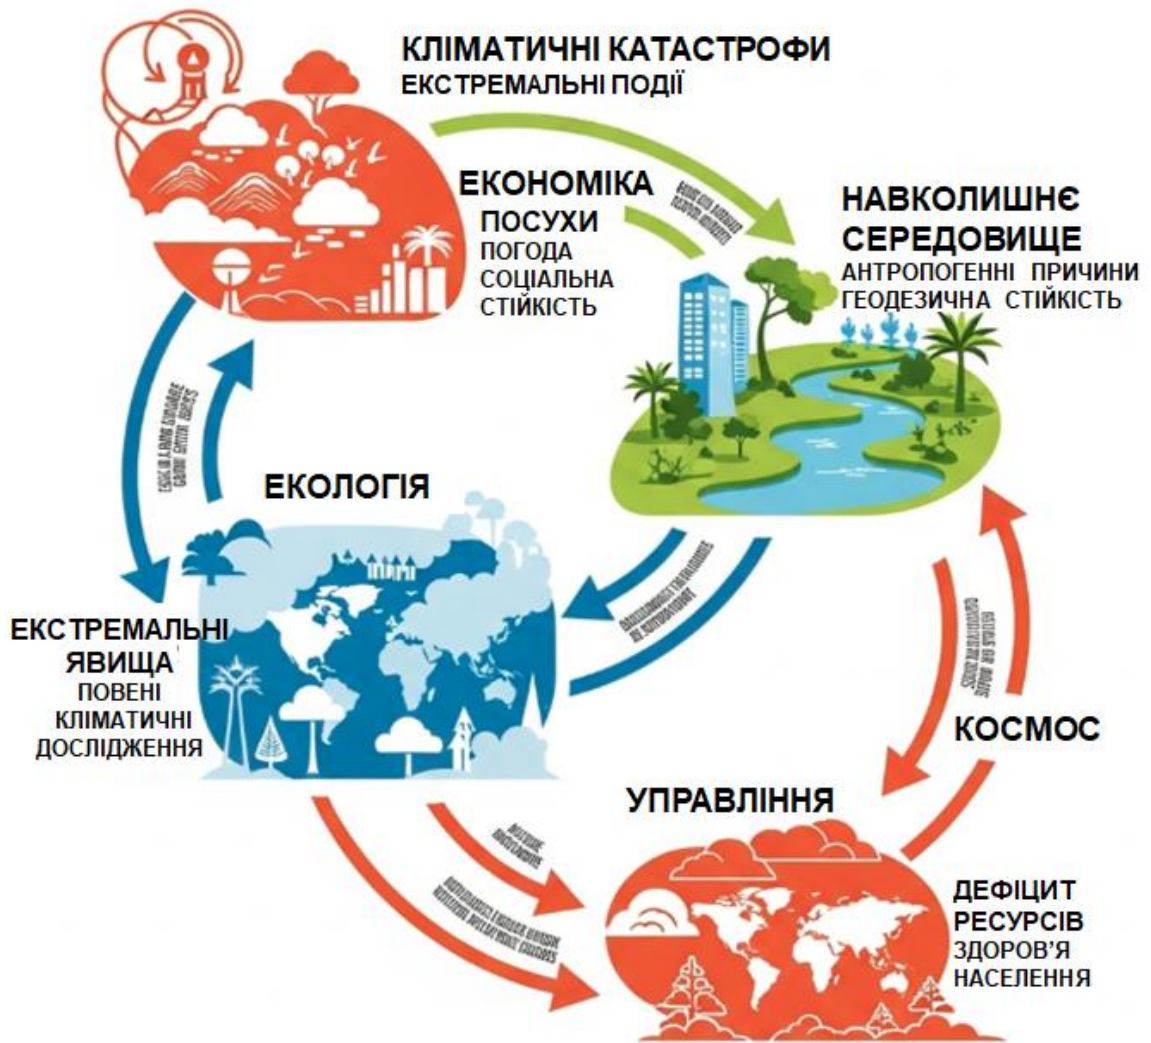 КЛІМАТИЧНІ КАТАСТРОФИ
ЕКСТРЕМАЛЬНІ ПОДІЇ
ЕКОНОМІКА
ПОСУХИ
ПОГОДА
СОЦІАЛЬНА
СТІЙКІСТЬ
НАВКОЛИШНЄ
СЕРЕДОВИЩЕ
АНТРОПОГЕННІ ПРИЧИНИ
ГЕОДЕЗИЧНА СТІЙКІСТЬ
ЕКОЛОГІЯ
ЕКСТРЕМАЛЬНІ
ЯВИЩА
ПОВЕНІ
КЛІМАТИЧНІ
ДОСЛІДЖЕННЯ
КОСМОС
УПРАВЛІННЯ
ДЕФІЦИТ
РЕСУРСІВ
ЗДОРОВ'Я
НАСЕЛЕННЯ